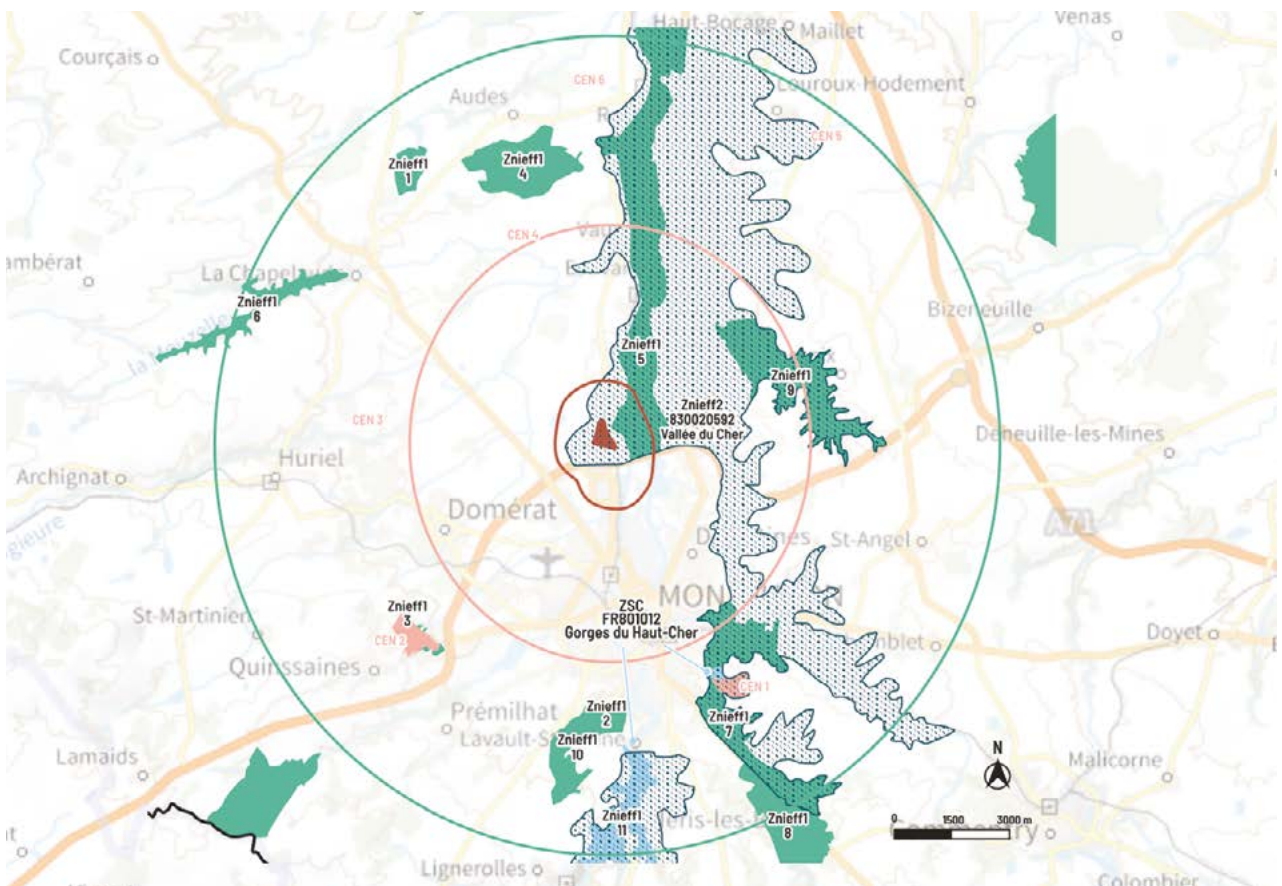 Haut-Bocage
Maillet
Venas
Courçais
CEN 6
Audes
Louroux-Hodement
CEN 5
Znieff1
1
Znieff1
4
CEN 4
Vau
La Chapelaude
ambérat
Znieff1
6
Bizeneuille
Znieff1
5
Znieff1
9
Znieff2
830020592
Vallée du Cher
CEN 3
Deneuille-les-Mines
Huriel
Archignat
Domérat
A71
gieure
St-Angel
ZSC
FR801012
Gorges du Haut-Cher
St-Martinien
Znieff1
3
CEN 2
Quinssaines
Doyet
CEN 1
Znieff1
2
Znieff1
7
Prémilhat
Znieff1
10
Lamaids
N
Malicorne
Znieff1
11
Znieff1
8
0 1500 3000 m
Lignerolles
Colombier